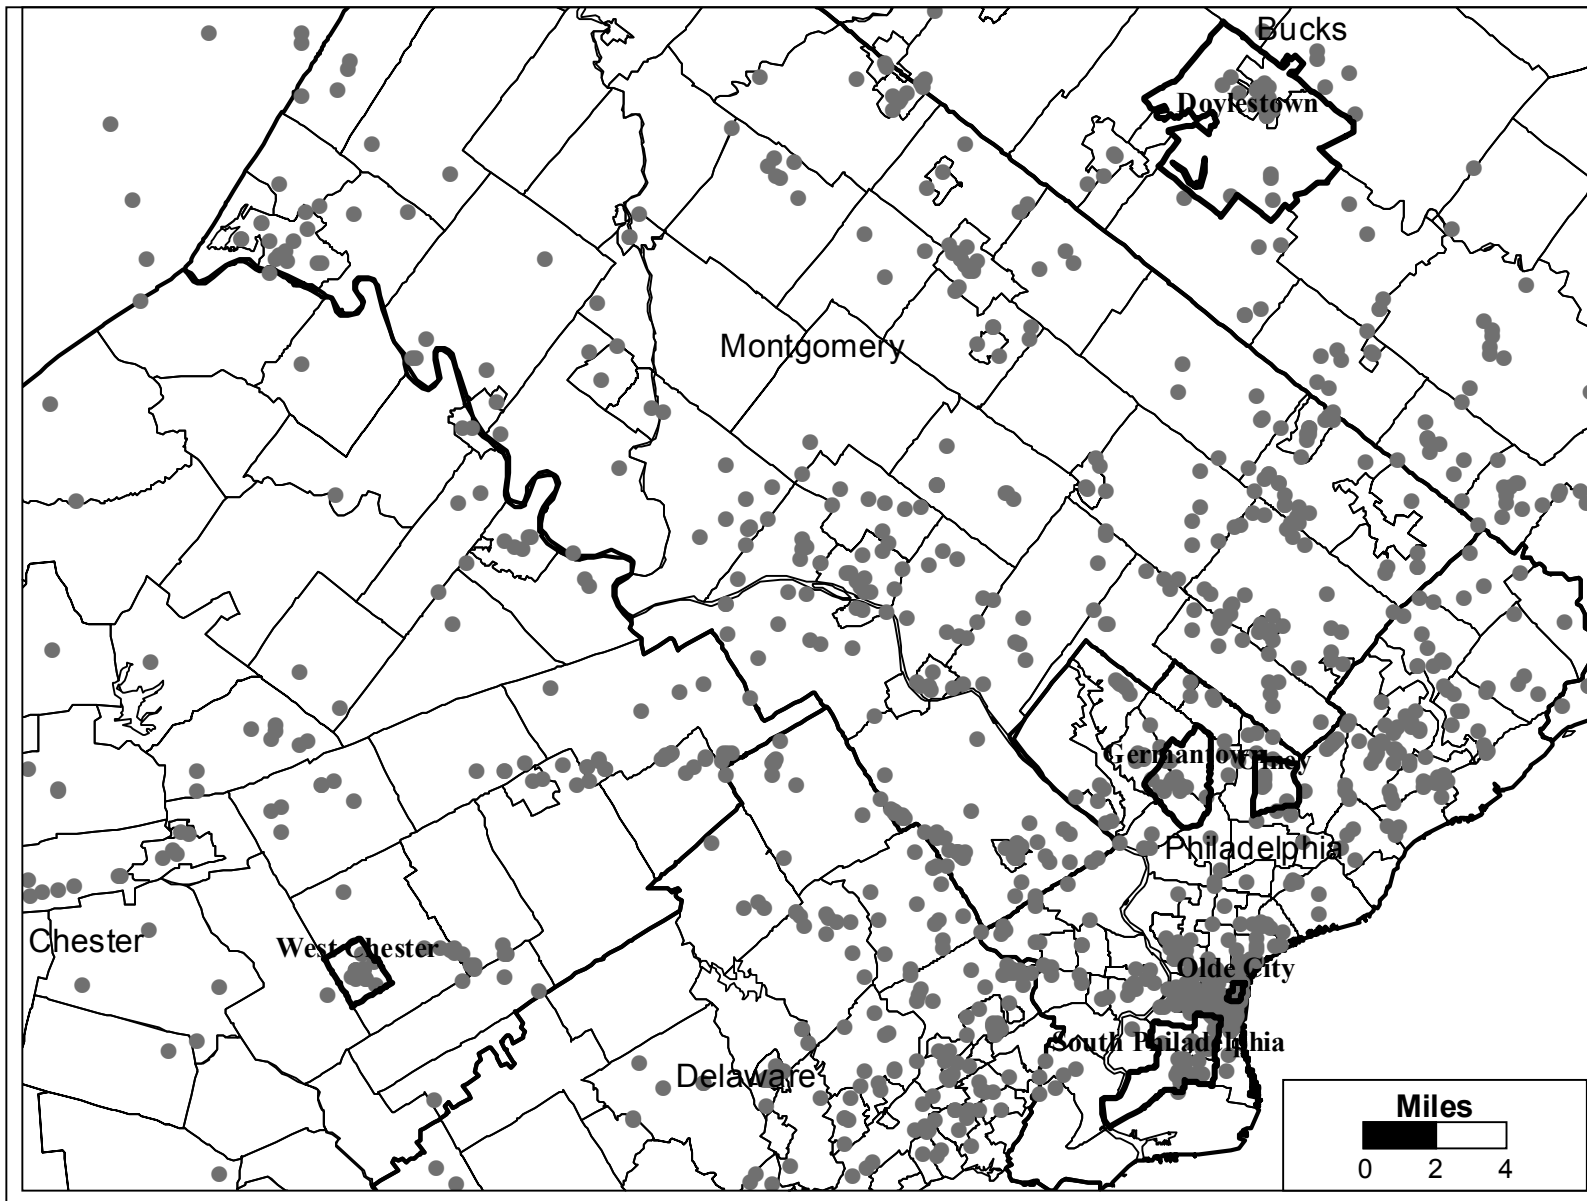 Bucks
Doylestown
Montgomery
Germantown
Olney
Philadelphia
Chester
West Chester
Olde City
South Philadelphia
Delaware
Miles
0 2 4